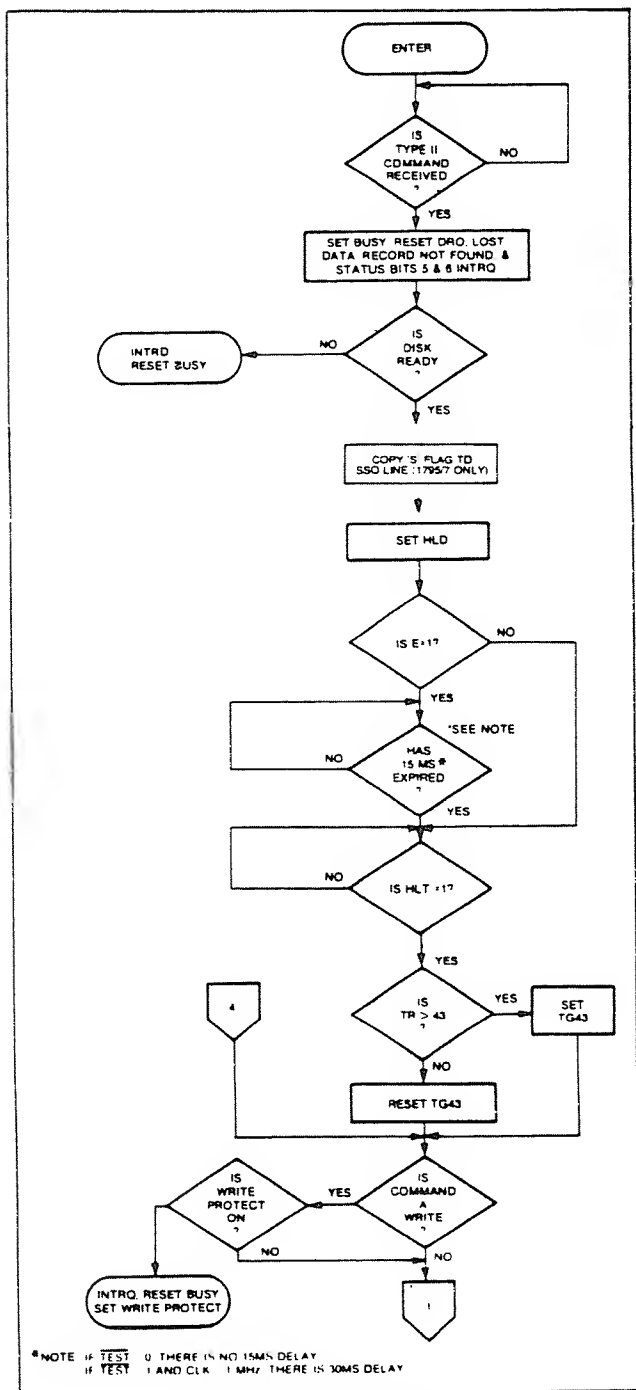 ENTER
IS
TYPE II
COMMAND
RECEIVED
?
NO
YES
SET BUSY, RESET DRQ, LOST
DATA, RECORD NOT FOUND, &
STATUS BITS 5 & 6 INTRQ
IS
DISK
READY
?
NO
INTRQ
RESET BUSY
YES
COPY 'S' FLAG TO
SSO LINE (1795/7 ONLY)
SET HLD
IS E=1?
NO
YES
*SEE NOTE
HAS
15 MS*
EXPIRED
?
NO
YES
IS HLT =1?
NO
YES
4
IS
TR > 43
?
YES
SET
TG43
NO
RESET TG43
IS
COMMAND
A
WRITE
?
YES
IS
WRITE
PROTECT
ON
?
NO
NO
INTRQ, RESET BUSY
SET WRITE PROTECT
1
*NOTE IF TEST 0 THERE IS NO 15MS DELAY
IF TEST 1 AND CLK 1 MHz THERE IS 30MS DELAY